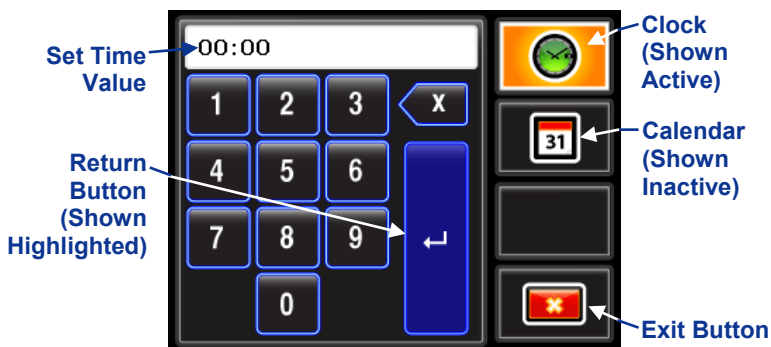 Set Time
Value
00:00
Clock
(Shown
Active)
1 2 3 X
Calendar
(Shown
Inactive)
31
Return
Button
(Shown
Highlighted)
4 5 6
7 8 9
0
Exit Button